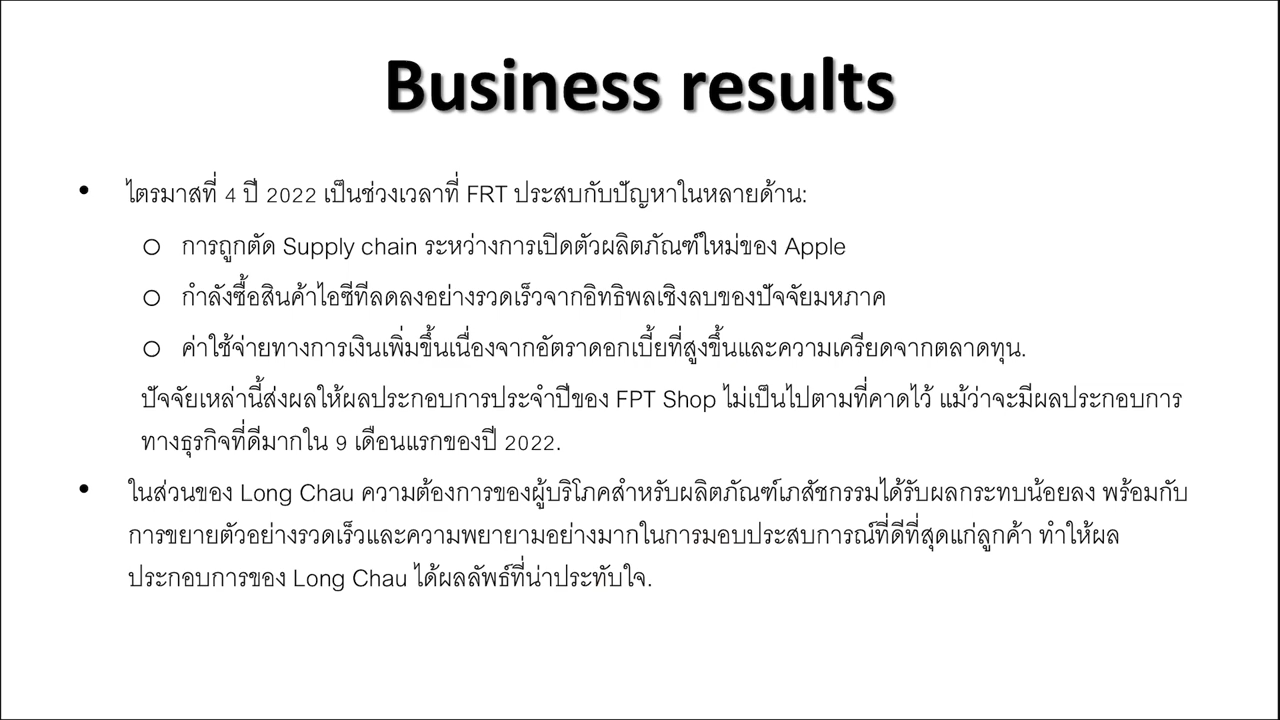 Business results
• ไตรมาสที่ 4 ปี 2022 เป็นช่วงเวลาที่ FRT ประสบกับปัญหาในหลายด้าน:
o การถูกตัด Supply chain ระหว่างการเปิดตัวผลิตภัณฑ์ใหม่ของ Apple
o กำลังซื้อสินค้าไอซีทีลดลงอย่างรวดเร็วจากอิทธิพลเชิงลบของปัจจัยมหภาค
o ค่าใช้จ่ายทางการเงินเพิ่มขึ้นเนื่องจากอัตราดอกเบี้ยที่สูงขึ้นและความเครียดจากตลาดทุน.
ปัจจัยเหล่านี้ส่งผลให้ผลประกอบการประจำปีของ FPT Shop ไม่เป็นไปตามที่คาดไว้ แม้ว่าจะมีผลประกอบการ
ทางธุรกิจที่ดีมากใน 9 เดือนแรกของปี 2022.
• ในส่วนของ Long Chau ความต้องการของผู้บริโภคสำหรับผลิตภัณฑ์เภสัชกรรมได้รับผลกระทบน้อยลง พร้อมกับ
การขยายตัวอย่างรวดเร็วและความพยายามอย่างมากในการมอบประสบการณ์ที่ดีที่สุดแก่ลูกค้า ทำให้ผล
ประกอบการของ Long Chau ได้ผลลัพธ์ที่น่าประทับใจ.